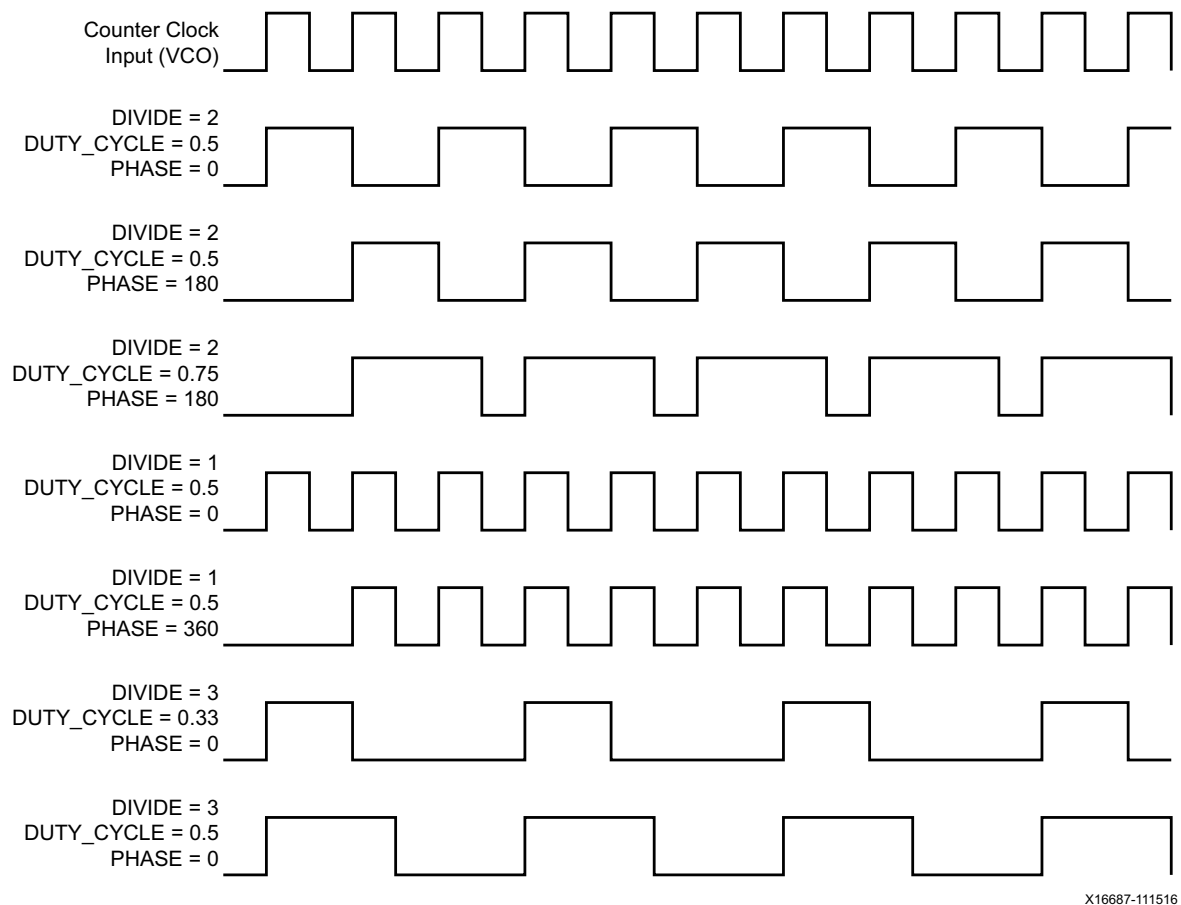 Counter Clock
Input (VCO)
DIVIDE = 2
DUTY_CYCLE = 0.5
PHASE = 0
DIVIDE = 2
DUTY_CYCLE = 0.5
PHASE = 180
DIVIDE = 2
DUTY_CYCLE = 0.75
PHASE = 180
DIVIDE = 1
DUTY_CYCLE = 0.5
PHASE = 0
DIVIDE = 1
DUTY_CYCLE = 0.5
PHASE = 360
DIVIDE = 3
DUTY_CYCLE = 0.33
PHASE = 0
DIVIDE = 3
DUTY_CYCLE = 0.5
PHASE = 0
X16687-111516